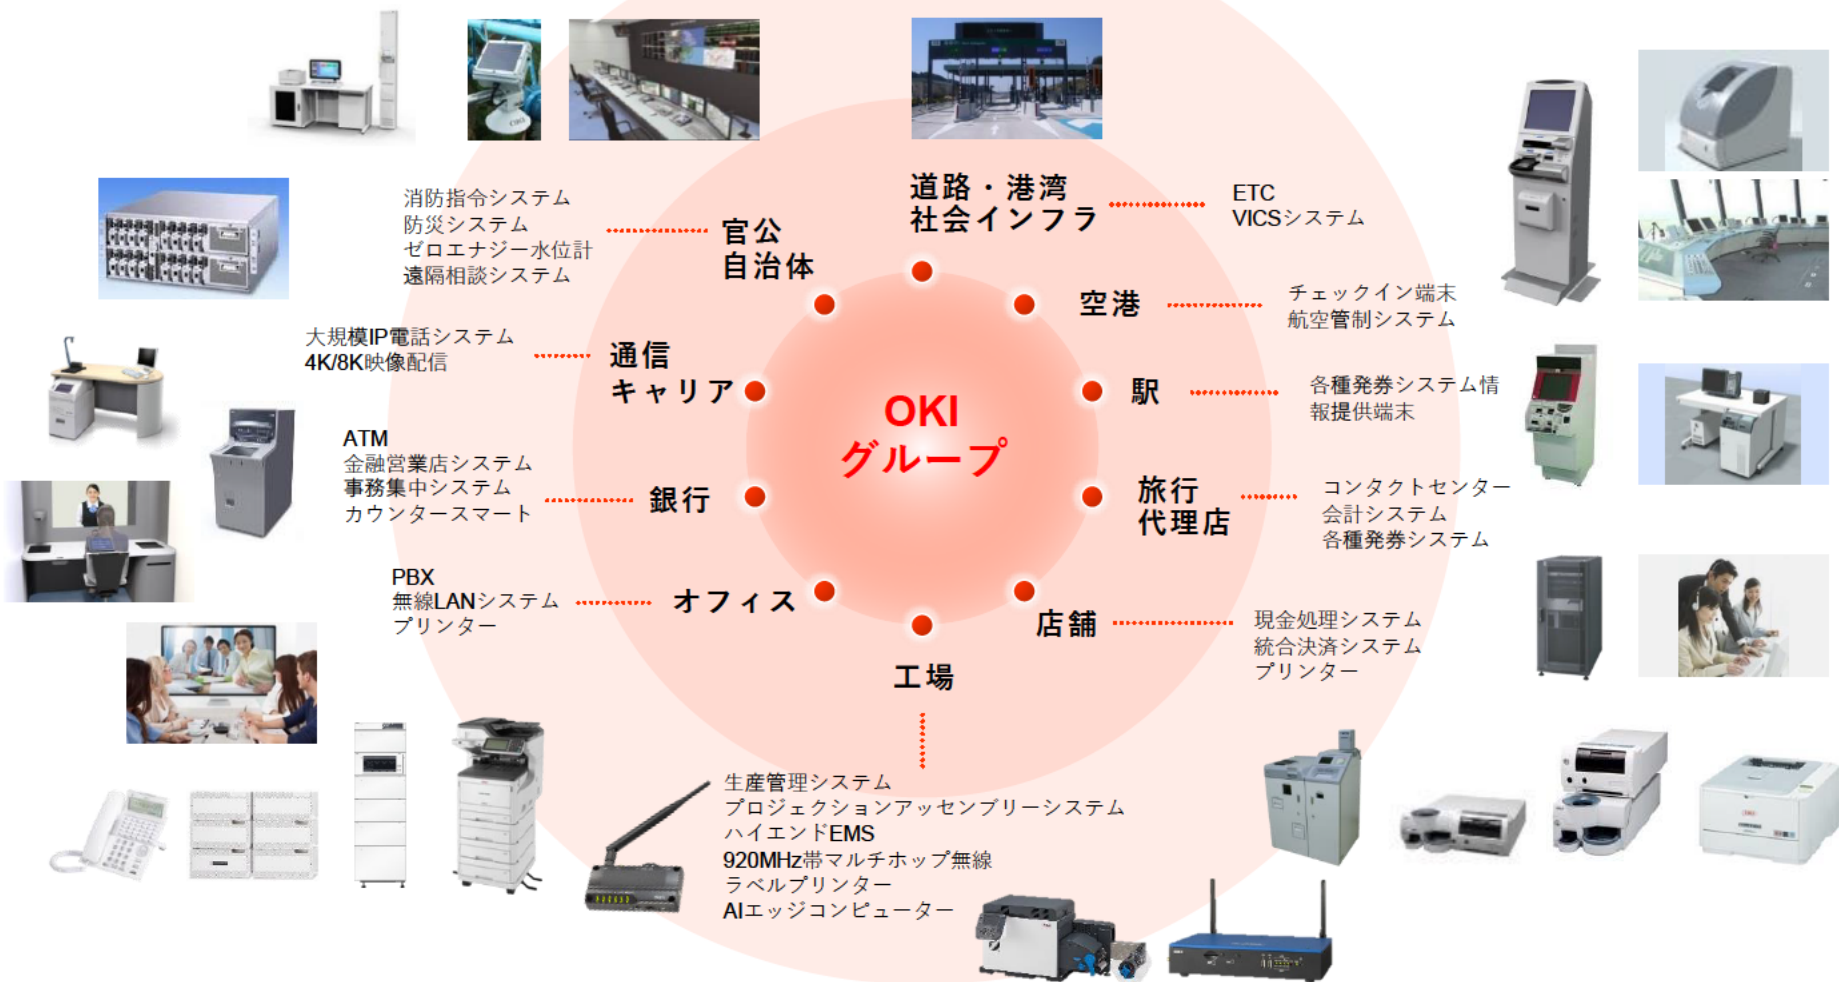 道路・港湾
社会インフラ
ETC
VICSシステム
空港
チェックイン端末
航空管制システム
駅
各種発券システム情
報提供端末
旅行
代理店
コンタクトセンター
会計システム
各種発券システム
店舗
現金処理システム
統合決済システム
プリンター
工場
生産管理システム
プロジェクションアッセンブリーシステム
ハイエンドEMS
920MHz帯マルチホップ無線
ラベルプリンター
AIエッジコンピューター
オフィス
PBX
無線LANシステム
プリンター
銀行
ATM
金融営業店システム
事務集中システム
カウンタースマート
通信
キャリア
大規模IP電話システム
4K/8K映像配信
官公
自治体
消防指令システム
防災システム
ゼロエナジー水位計
遠隔相談システム
OKI
グループ